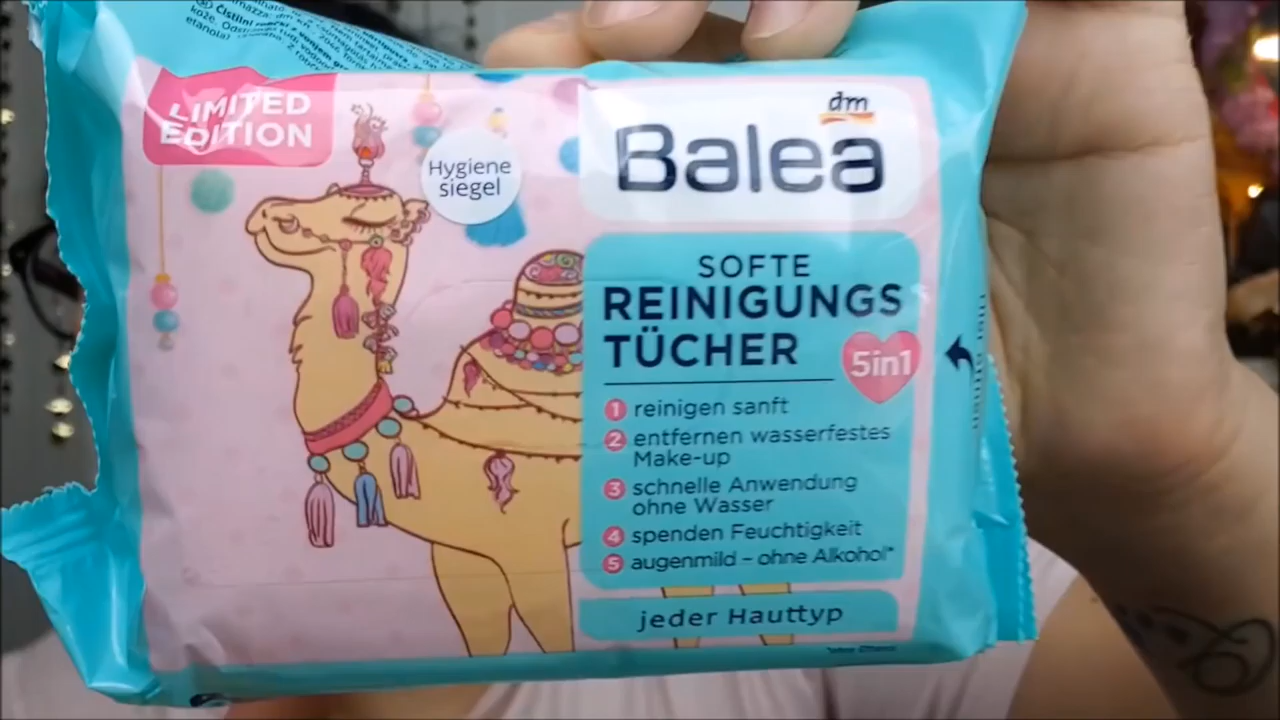 LIMITED
EDITION
Hygiene
siegel
dm
Balea
SOFTE
REINIGUNGS
TÜCHER
5in1
1 reinigen sanft
2 entfernen wasserfestes
Make-up
3 schnelle Anwendung
ohne Wasser
4 spenden Feuchtigkeit
5 augenmild – ohne Alkohol*
jeder Hauttyp